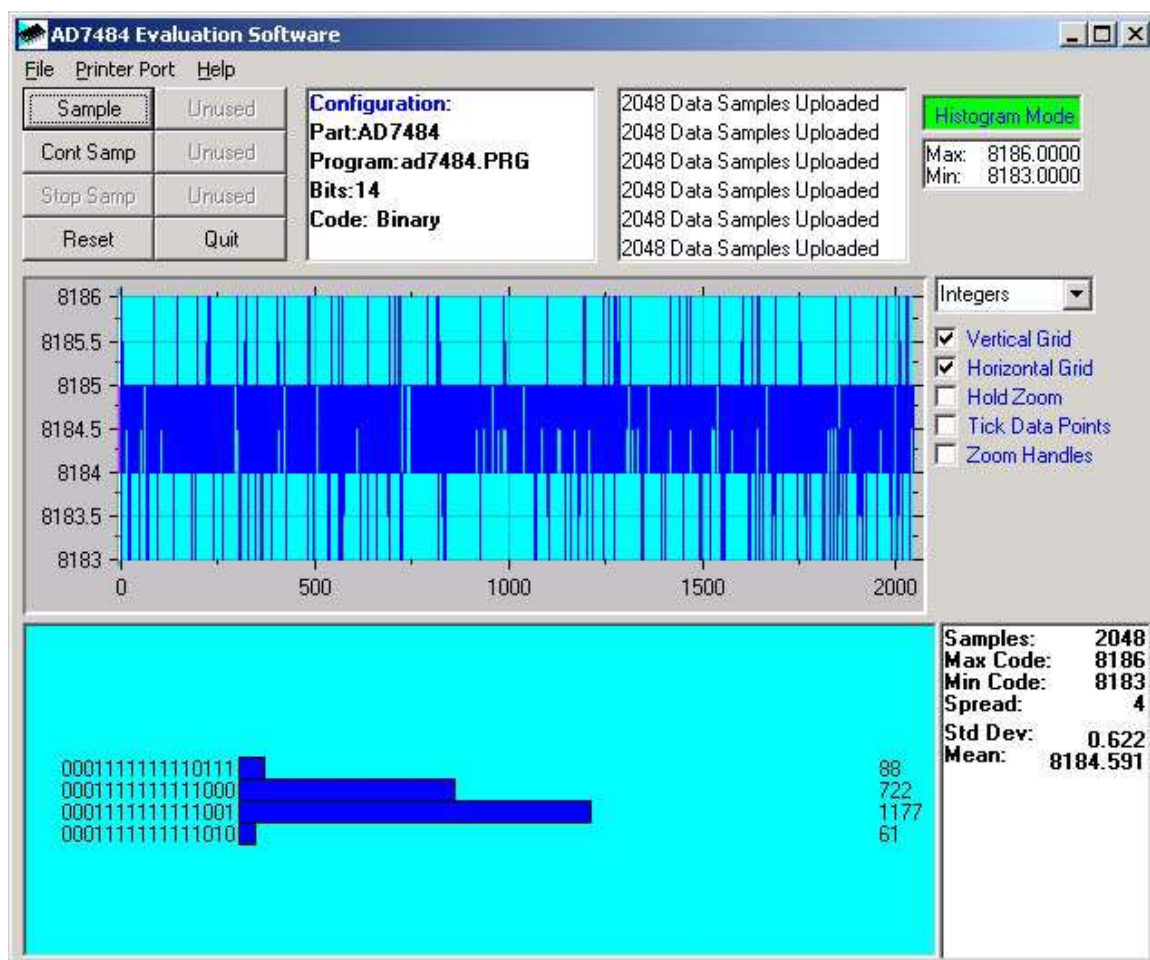 AD7484 Evaluation Software
File Printer Port Help
Sample Unused
Cont Samp Unused
Stop Samp Unused
Reset Quit
Configuration:
Part:AD7484
Program:ad7484.PRG
Bits:14
Code: Binary
2048 Data Samples Uploaded
2048 Data Samples Uploaded
2048 Data Samples Uploaded
2048 Data Samples Uploaded
2048 Data Samples Uploaded
2048 Data Samples Uploaded
Histogram Mode
Max: 8186.0000
Min: 8183.0000
8186
8185.5
8185
8184.5
8184
8183.5
8183
0 500 1000 1500 2000
Integers
Vertical Grid
Horizontal Grid
Hold Zoom
Tick Data Points
Zoom Handles
0001111111110111 88
0001111111111000 722
0001111111111001 1177
0001111111111010 61
Samples: 2048
Max Code: 8186
Min Code: 8183
Spread: 4
Std Dev: 0.622
Mean: 8184.591